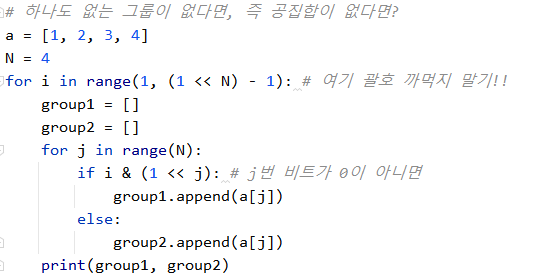 # 하나도 없는 그룹이 없다면, 즉 공집합이 없다면?
a = [1, 2, 3, 4]
N = 4
for i in range(1, (1 << N) - 1): # 여기 괄호 까먹지 말기!!
    group1 = []
    group2 = []
    for j in range(N):
        if i & (1 << j): # j번 비트가 0이 아니면
            group1.append(a[j])
        else:
            group2.append(a[j])
    print(group1, group2)